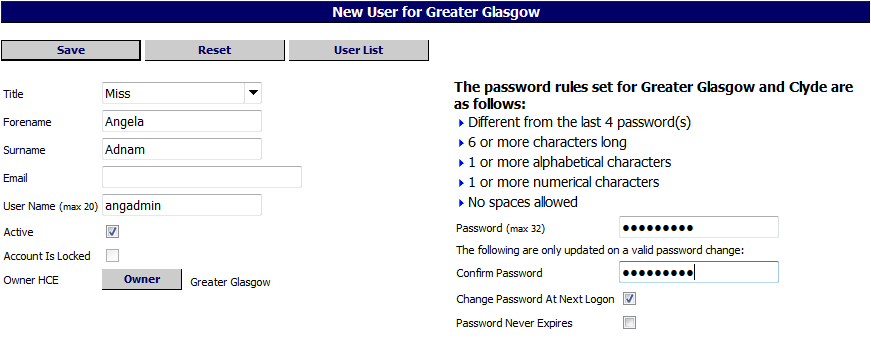 New User for Greater Glasgow
Save Reset User List
Title Miss
Forename Angela
Surname Adnam
Email
User Name (max 20) angadmin
Active
Account Is Locked
Owner HCE Owner Greater Glasgow
The password rules set for Greater Glasgow and Clyde are
as follows:
Different from the last 4 password(s)
6 or more characters long
1 or more alphabetical characters
1 or more numerical characters
No spaces allowed
Password (max 32) •••••••••
The following are only updated on a valid password change:
Confirm Password •••••••••
Change Password At Next Logon
Password Never Expires